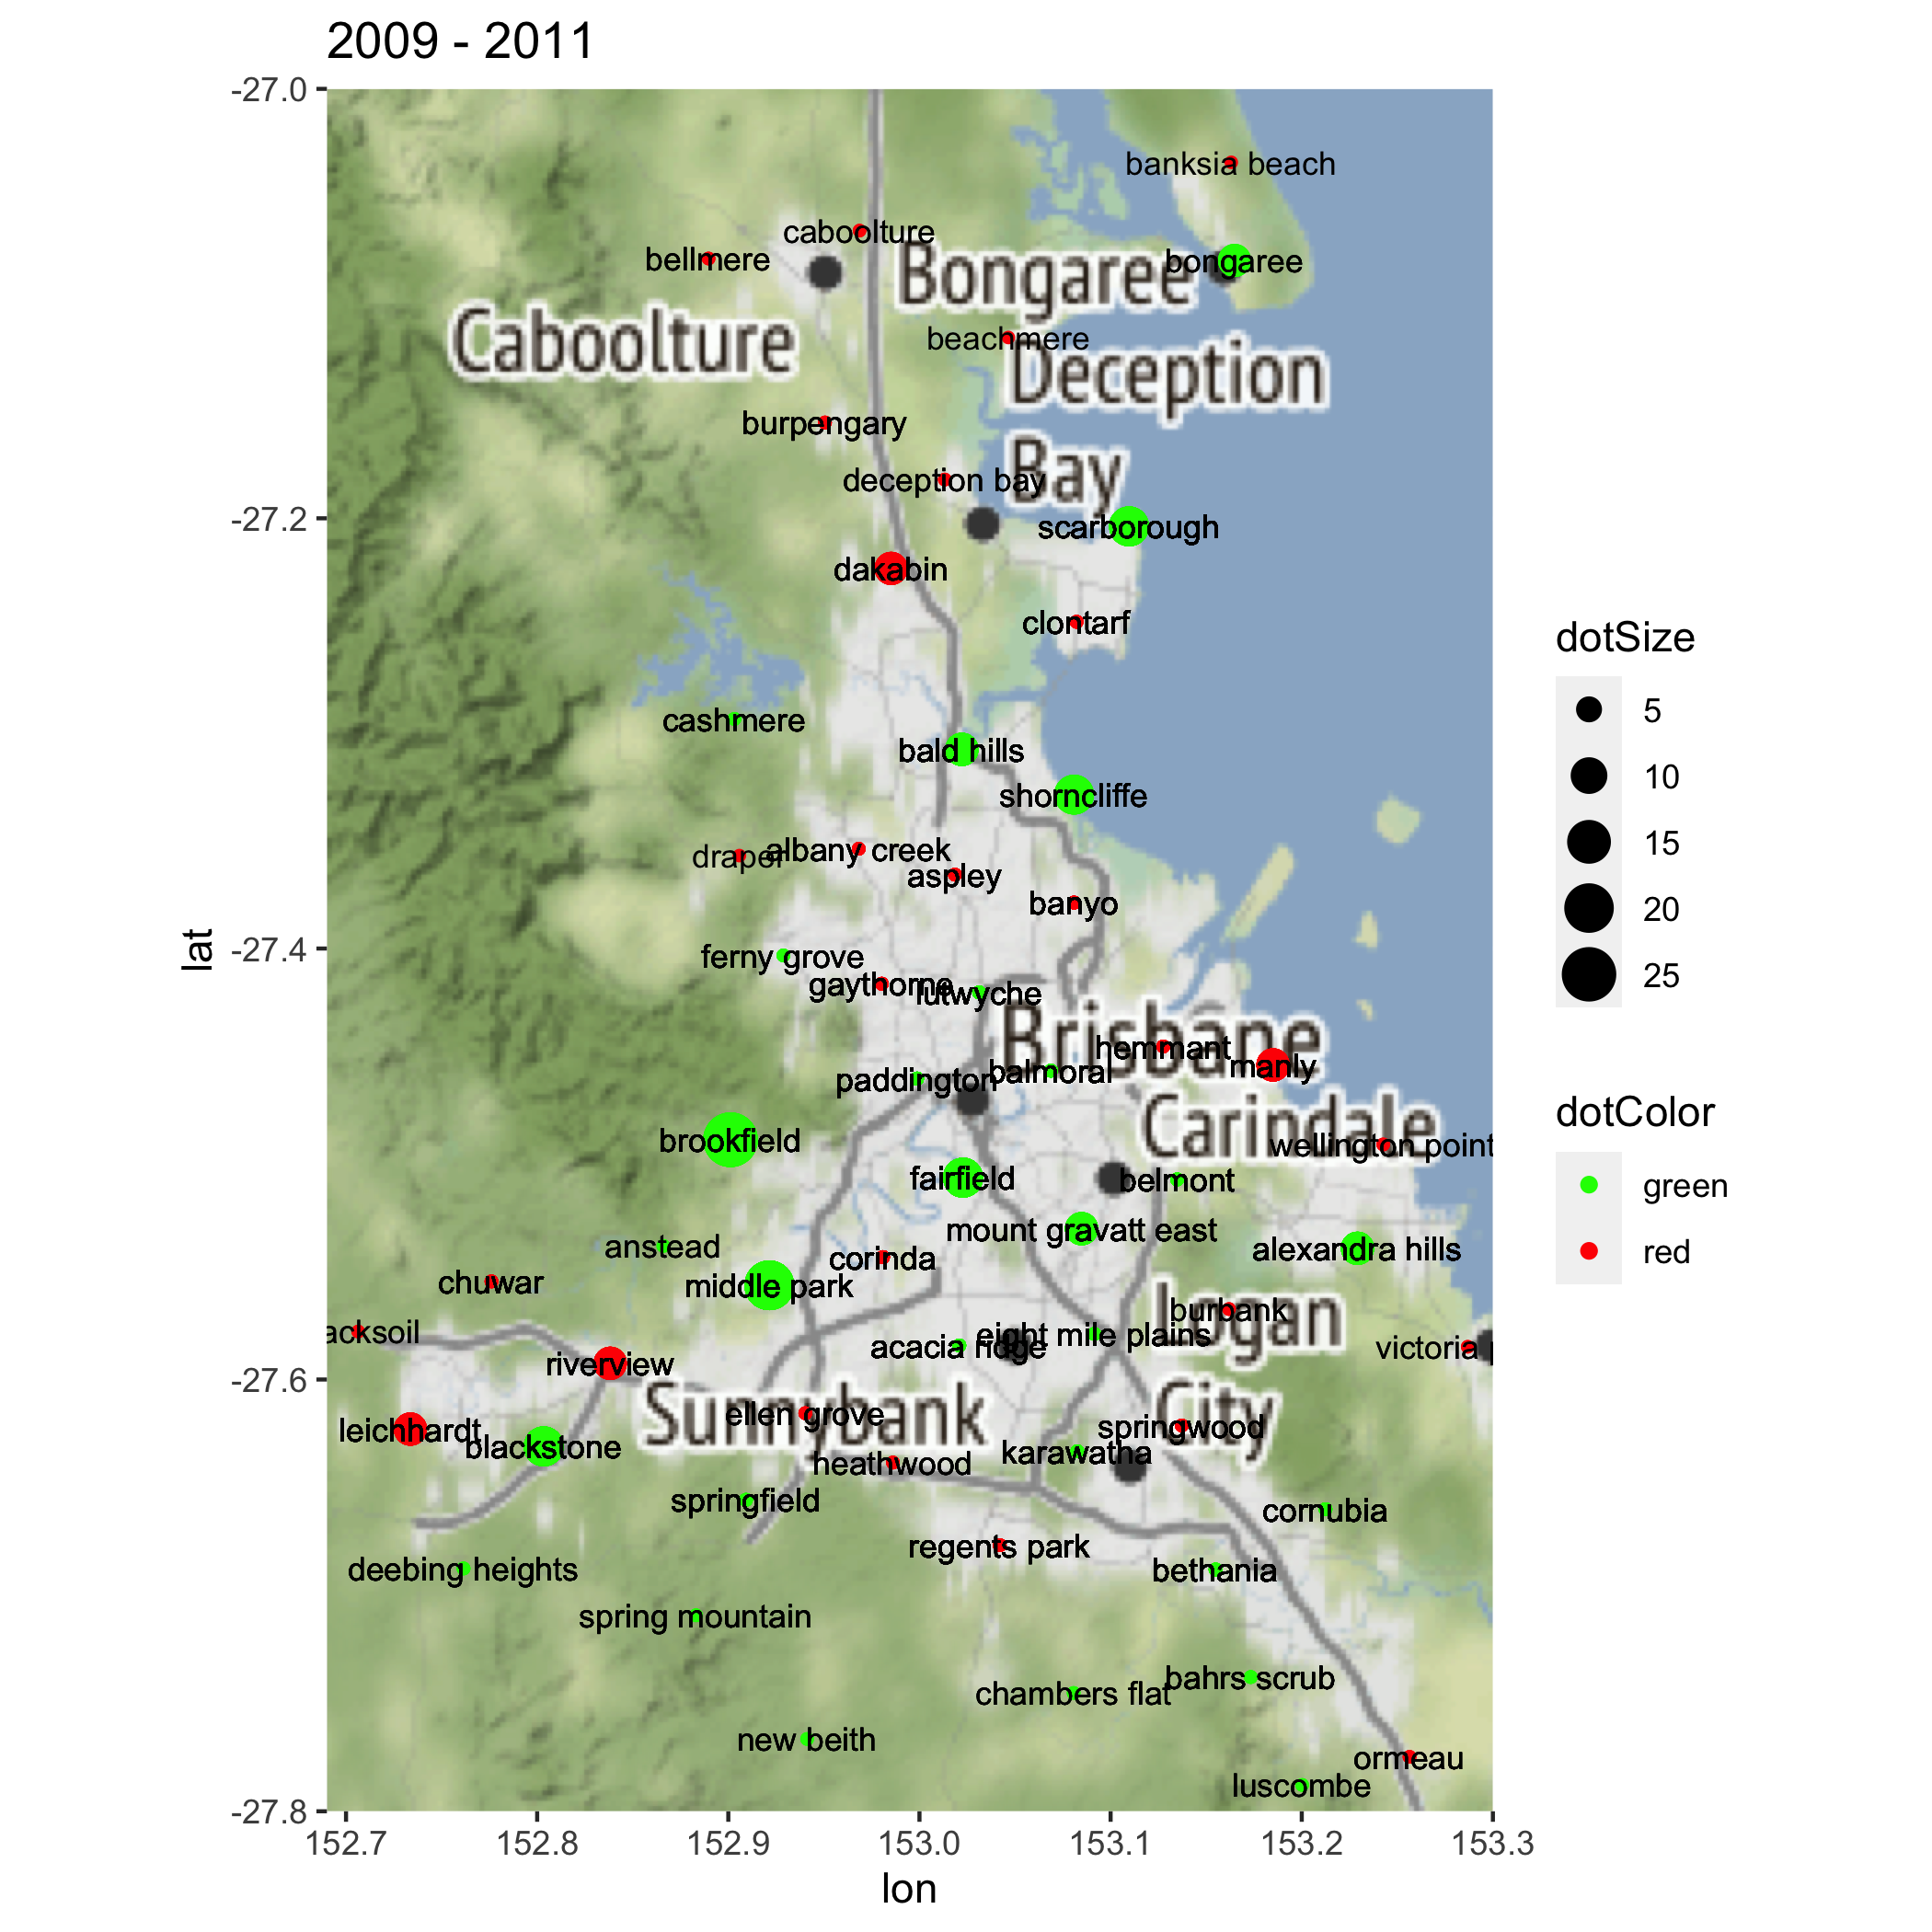 2009 - 2011
-27.0
banksia beach
caboolture
bellmere
bongaree
Bongaree
Caboolture
beachmere
Deception
Bay
burpengary
deception bay
-27.2
scarborough
dakabin
clontarf
cashmere
bald hills
shorncliffe
draper
albany creek
aspley
banyo
lat
-27.4
ferny grove
gaythorne
lutwyche
Brisbane
hemmant
manly
balmoral
paddington
Carindale
brookfield
wellington point
fairfield
belmont
mount gravatt east
anstead
corinda
alexandra hills
chuwar
middle park
burbank
Logan
City
acksoil
eight mile plains
acacia ridge
victoria p
riverview
-27.6
Sunnybank
ellen grove
springwood
leichhardt
blackstone
karawatha
heathwood
springfield
cornubia
regents park
deebing heights
bethania
spring mountain
bahrs scrub
chambers flat
new beith
ormeau
luscombe
-27.8
152.7
152.8
152.9
153.0
153.1
153.2
153.3
lon
dotSize
5
10
15
20
25
dotColor
green
red